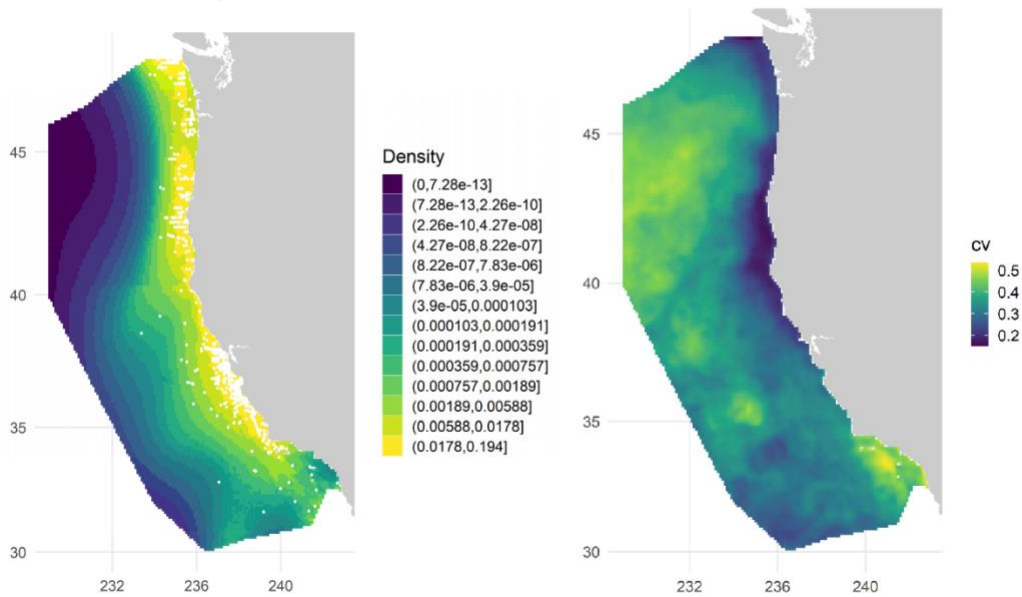 45
40
35
30
232
236
240
Density
(0,7.28e-13]
(7.28e-13,2.26e-10]
(2.26e-10,4.27e-08]
(4.27e-08,8.22e-07]
(8.22e-07,7.83e-06]
(7.83e-06,3.9e-05]
(3.9e-05,0.000103]
(0.000103,0.000191]
(0.000191,0.000359]
(0.000359,0.000757]
(0.000757,0.00189]
(0.00189,0.00588]
(0.00588,0.0178]
(0.0178,0.194]
45
40
35
30
232
236
240
cv
0.5
0.4
0.3
0.2